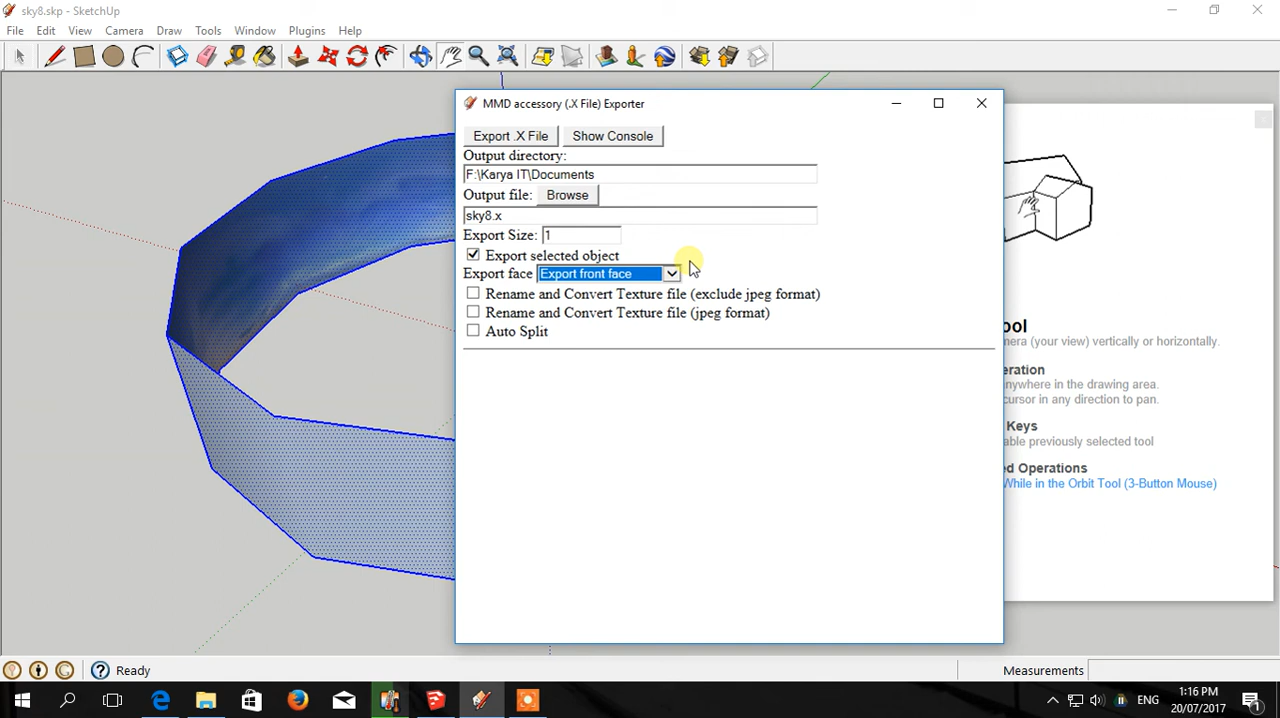 sky8.skp - SketchUp
File Edit View Camera Draw Tools Window Plugins Help
MMD accessory (.X File) Exporter
Export .X File Show Console
Output directory:
F:\Karya IT\Documents
Output file: Browse
sky8.x
Export Size: 1
Export selected object
Export face Export front face
Rename and Convert Texture file (exclude jpeg format)
Rename and Convert Texture file (jpeg format)
Auto Split
ool
mera (your view) vertically or horizontally.
eration
nywhere in the drawing area.
cursor in any direction to pan.
Keys
able previously selected tool
ed Operations
While in the Orbit Tool (3-Button Mouse)
Ready
Measurements
ENG
1:16 PM
20/07/2017
1